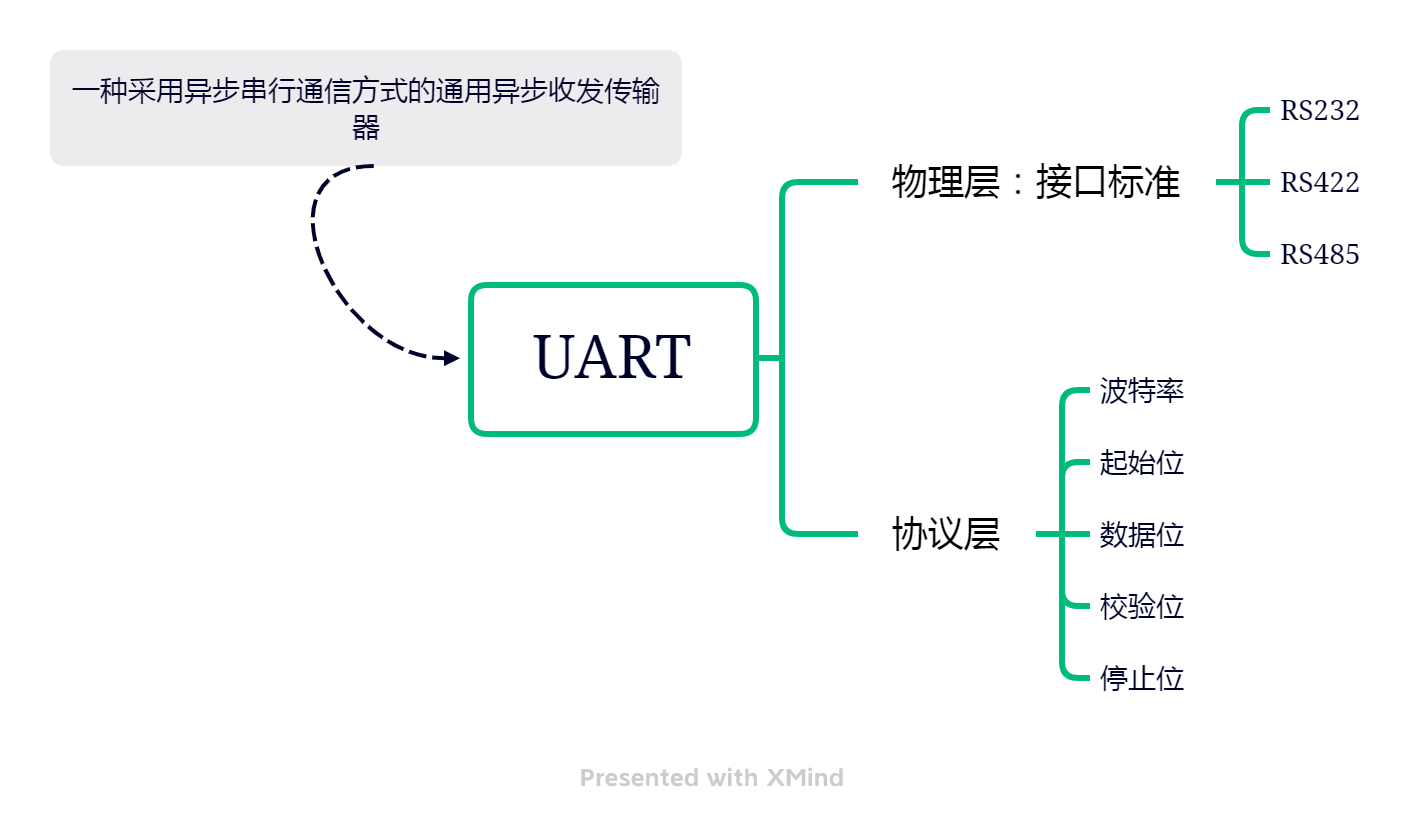 一种采用异步串行通信方式的通用异步收发传输
器
UART
物理层：接口标准
RS232
RS422
RS485
协议层
波特率
起始位
数据位
校验位
停止位
Presented with XMind